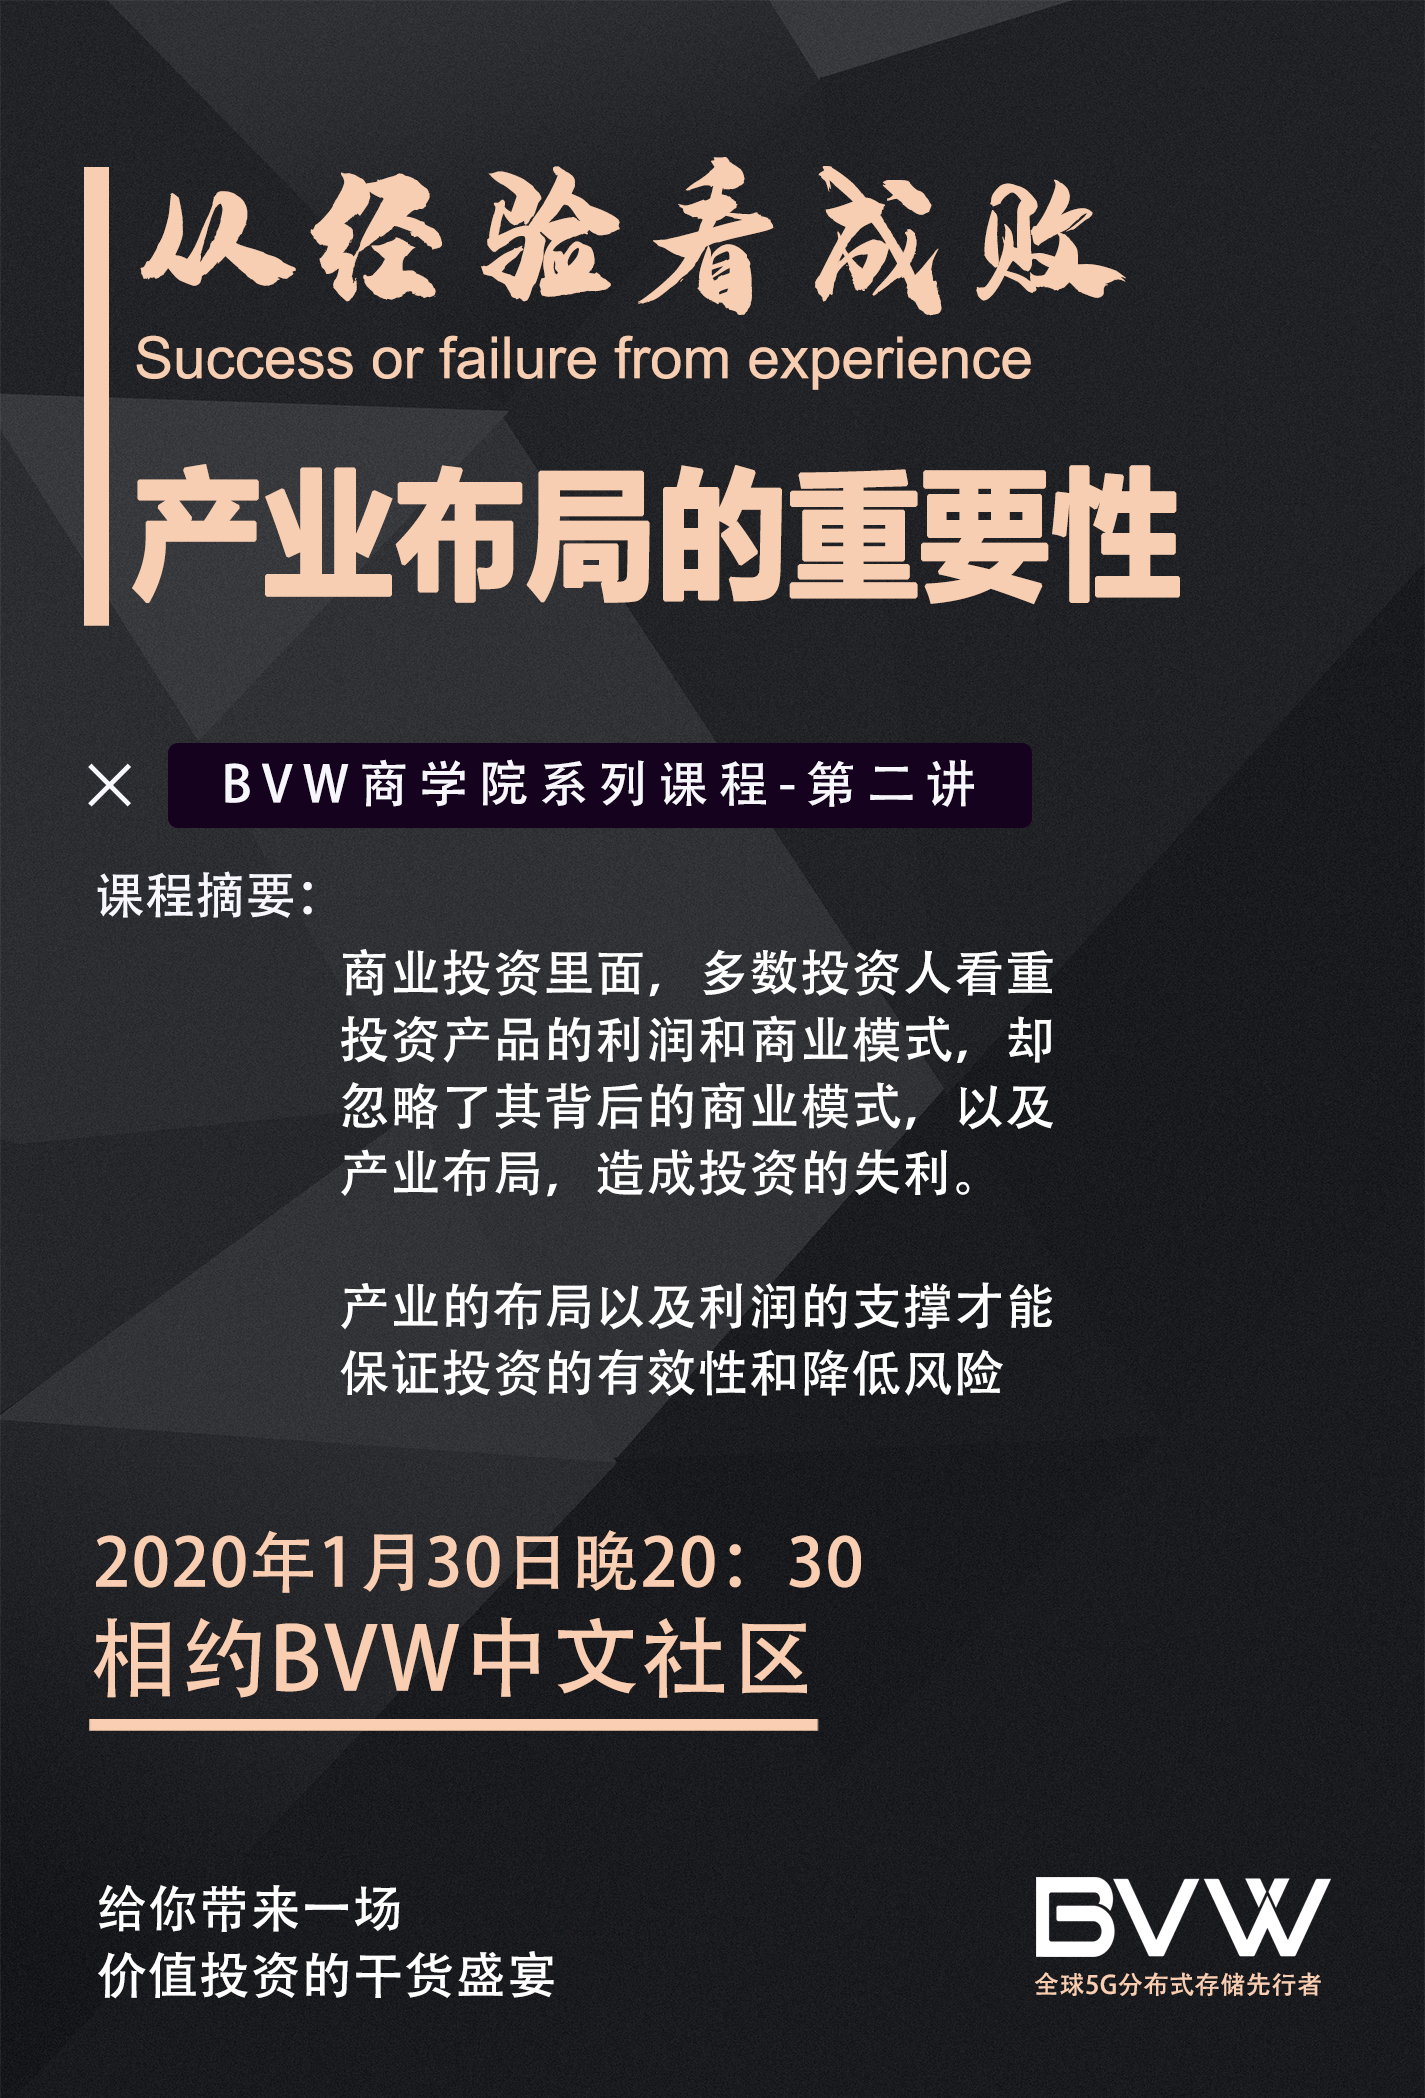 从经验看成败
Success or failure from experience
产业布局的重要性
BVW商学院系列课程-第二讲
课程摘要：
商业投资里面，多数投资人看重
投资产品的利润和商业模式，却
忽略了其背后的商业模式，以及
产业布局，造成投资的失利。
产业的布局以及利润的支撑才能
保证投资的有效性和降低风险
2020年1月30日晚20：30
相约BVW中文社区
给你带来一场
价值投资的干货盛宴
BVW
全球5G分布式存储先行者